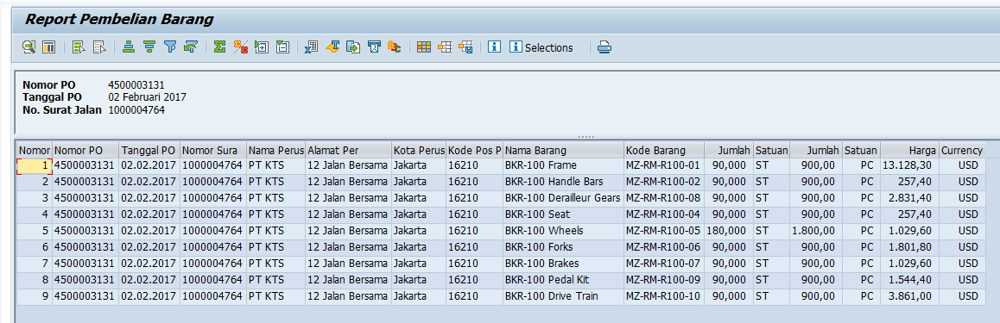 Report Pembelian Barang
Selections
Nomor PO 4500003131
Tanggal PO 02 Februari 2017
No. Surat Jalan 1000004764
Nomor Nomor PO Tanggal PO Nomor Sura Nama Perus Alamat Per Kota Perus Kode Pos P Nama Barang Kode Barang Jumlah Satuan Jumlah Satuan Harga Currency
1 4500003131 02.02.2017 1000004764 PT KTS 12 Jalan Bersama Jakarta 16210 BKR-100 Frame MZ-RM-R100-01 90,000 ST 900,00 PC 13.128,30 USD
2 4500003131 02.02.2017 1000004764 PT KTS 12 Jalan Bersama Jakarta 16210 BKR-100 Handle Bars MZ-RM-R100-02 90,000 ST 900,00 PC 257,40 USD
3 4500003131 02.02.2017 1000004764 PT KTS 12 Jalan Bersama Jakarta 16210 BKR-100 Derailleur Gears MZ-RM-R100-08 90,000 ST 900,00 PC 2.831,40 USD
4 4500003131 02.02.2017 1000004764 PT KTS 12 Jalan Bersama Jakarta 16210 BKR-100 Seat MZ-RM-R100-04 90,000 ST 900,00 PC 257,40 USD
5 4500003131 02.02.2017 1000004764 PT KTS 12 Jalan Bersama Jakarta 16210 BKR-100 Wheels MZ-RM-R100-05 180,000 ST 1.800,00 PC 1.029,60 USD
6 4500003131 02.02.2017 1000004764 PT KTS 12 Jalan Bersama Jakarta 16210 BKR-100 Forks MZ-RM-R100-06 90,000 ST 900,00 PC 1.801,80 USD
7 4500003131 02.02.2017 1000004764 PT KTS 12 Jalan Bersama Jakarta 16210 BKR-100 Brakes MZ-RM-R100-07 90,000 ST 900,00 PC 1.029,60 USD
8 4500003131 02.02.2017 1000004764 PT KTS 12 Jalan Bersama Jakarta 16210 BKR-100 Pedal Kit MZ-RM-R100-09 90,000 ST 900,00 PC 1.544,40 USD
9 4500003131 02.02.2017 1000004764 PT KTS 12 Jalan Bersama Jakarta 16210 BKR-100 Drive Train MZ-RM-R100-10 90,000 ST 900,00 PC 3.861,00 USD